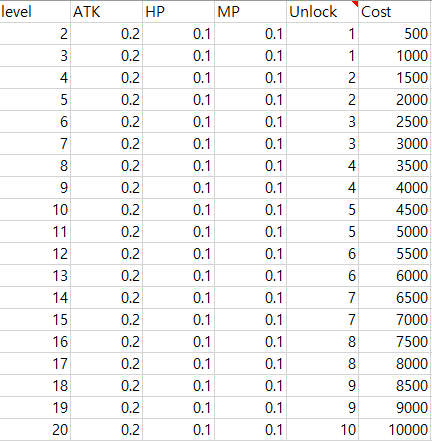 level ATK HP MP Unlock Cost
2 0.2 0.1 0.1 1 500
3 0.2 0.1 0.1 1 1000
4 0.2 0.1 0.1 2 1500
5 0.2 0.1 0.1 2 2000
6 0.2 0.1 0.1 3 2500
7 0.2 0.1 0.1 3 3000
8 0.2 0.1 0.1 4 3500
9 0.2 0.1 0.1 4 4000
10 0.2 0.1 0.1 5 4500
11 0.2 0.1 0.1 5 5000
12 0.2 0.1 0.1 6 5500
13 0.2 0.1 0.1 6 6000
14 0.2 0.1 0.1 7 6500
15 0.2 0.1 0.1 7 7000
16 0.2 0.1 0.1 8 7500
17 0.2 0.1 0.1 8 8000
18 0.2 0.1 0.1 9 8500
19 0.2 0.1 0.1 9 9000
20 0.2 0.1 0.1 10 10000